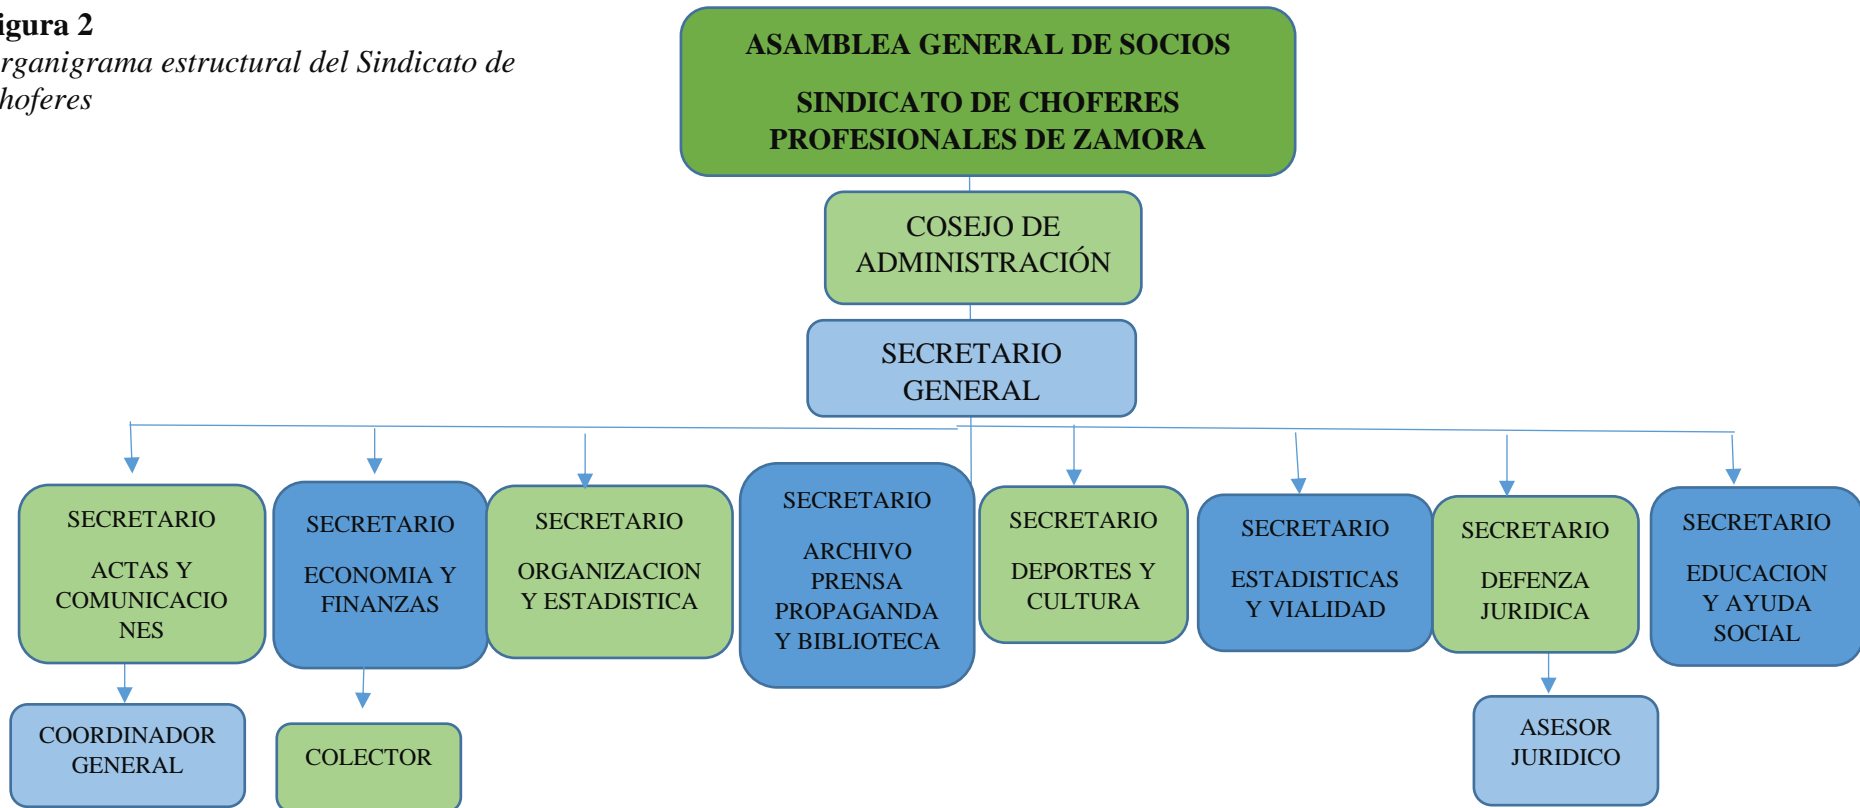 igura 2
rganigrama estructural del Sindicato de
hoferes
ASAMBLEA GENERAL DE SOCIOS
SINDICATO DE CHOFERES
PROFESIONALES DE ZAMORA
COSEJO DE
ADMINISTRACIÓN
SECRETARIO
GENERAL
SECRETARIO
ACTAS Y
COMUNICACIO
NES
SECRETARIO
ECONOMIA Y
FINANZAS
SECRETARIO
ORGANIZACION
Y ESTADISTICA
SECRETARIO
ARCHIVO
PRENSA
PROPAGANDA
Y BIBLIOTECA
SECRETARIO
DEPORTES Y
CULTURA
SECRETARIO
ESTADISTICAS
Y VIALIDAD
SECRETARIO
DEFENZA
JURIDICA
SECRETARIO
EDUCACION
Y AYUDA
SOCIAL
COORDINADOR
GENERAL
COLECTOR
ASESOR
JURIDICO